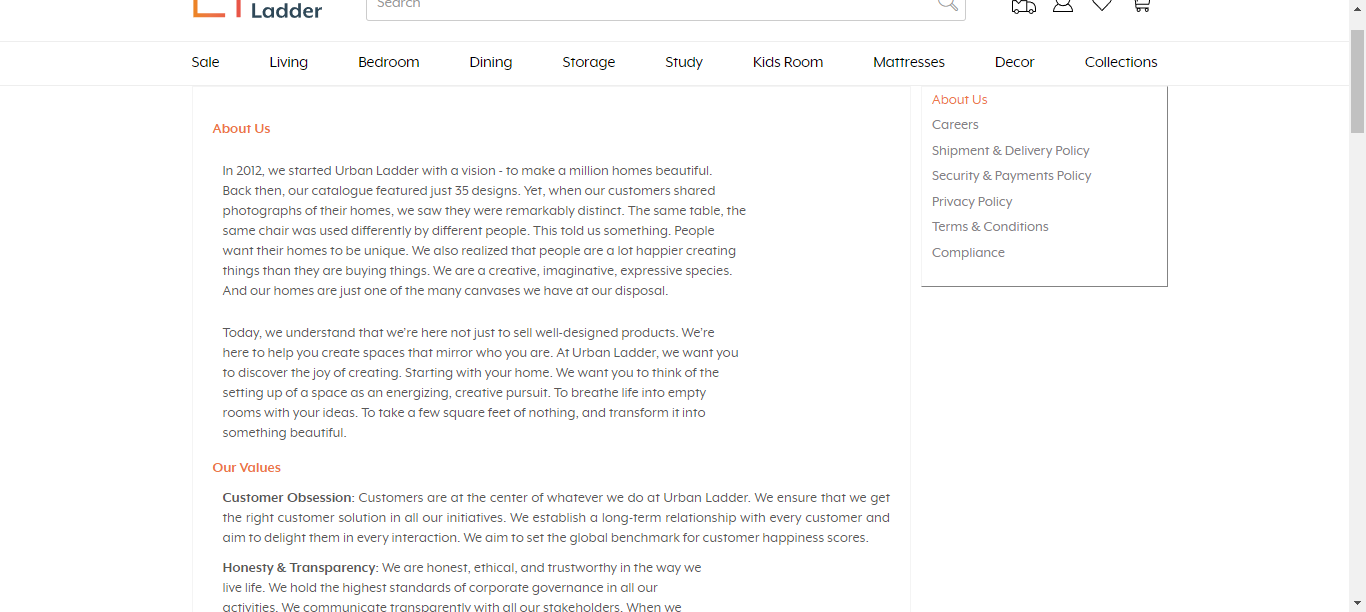 Ladder
Search
Sale Living Bedroom Dining Storage Study Kids Room Mattresses Decor Collections
About Us
In 2012, we started Urban Ladder with a vision - to make a million homes beautiful.
Back then, our catalogue featured just 35 designs. Yet, when our customers shared
photographs of their homes, we saw they were remarkably distinct. The same table, the
same chair was used differently by different people. This told us something. People
want their homes to be unique. We also realized that people are a lot happier creating
things than they are buying things. We are a creative, imaginative, expressive species.
And our homes are just one of the many canvases we have at our disposal.
Today, we understand that we're here not just to sell well-designed products. We're
here to help you create spaces that mirror who you are. At Urban Ladder, we want you
to discover the joy of creating. Starting with your home. We want you to think of the
setting up of a space as an energizing, creative pursuit. To breathe life into empty
rooms with your ideas. To take a few square feet of nothing, and transform it into
something beautiful.
Our Values
Customer Obsession: Customers are at the center of whatever we do at Urban Ladder. We ensure that we get
the right customer solution in all our initiatives. We establish a long-term relationship with every customer and
aim to delight them in every interaction. We aim to set the global benchmark for customer happiness scores.
Honesty & Transparency: We are honest, ethical, and trustworthy in the way we
live life. We hold the highest standards of corporate governance in all our
activities. We communicate transparently with all our stakeholders. When we
About Us
Careers
Shipment & Delivery Policy
Security & Payments Policy
Privacy Policy
Terms & Conditions
Compliance